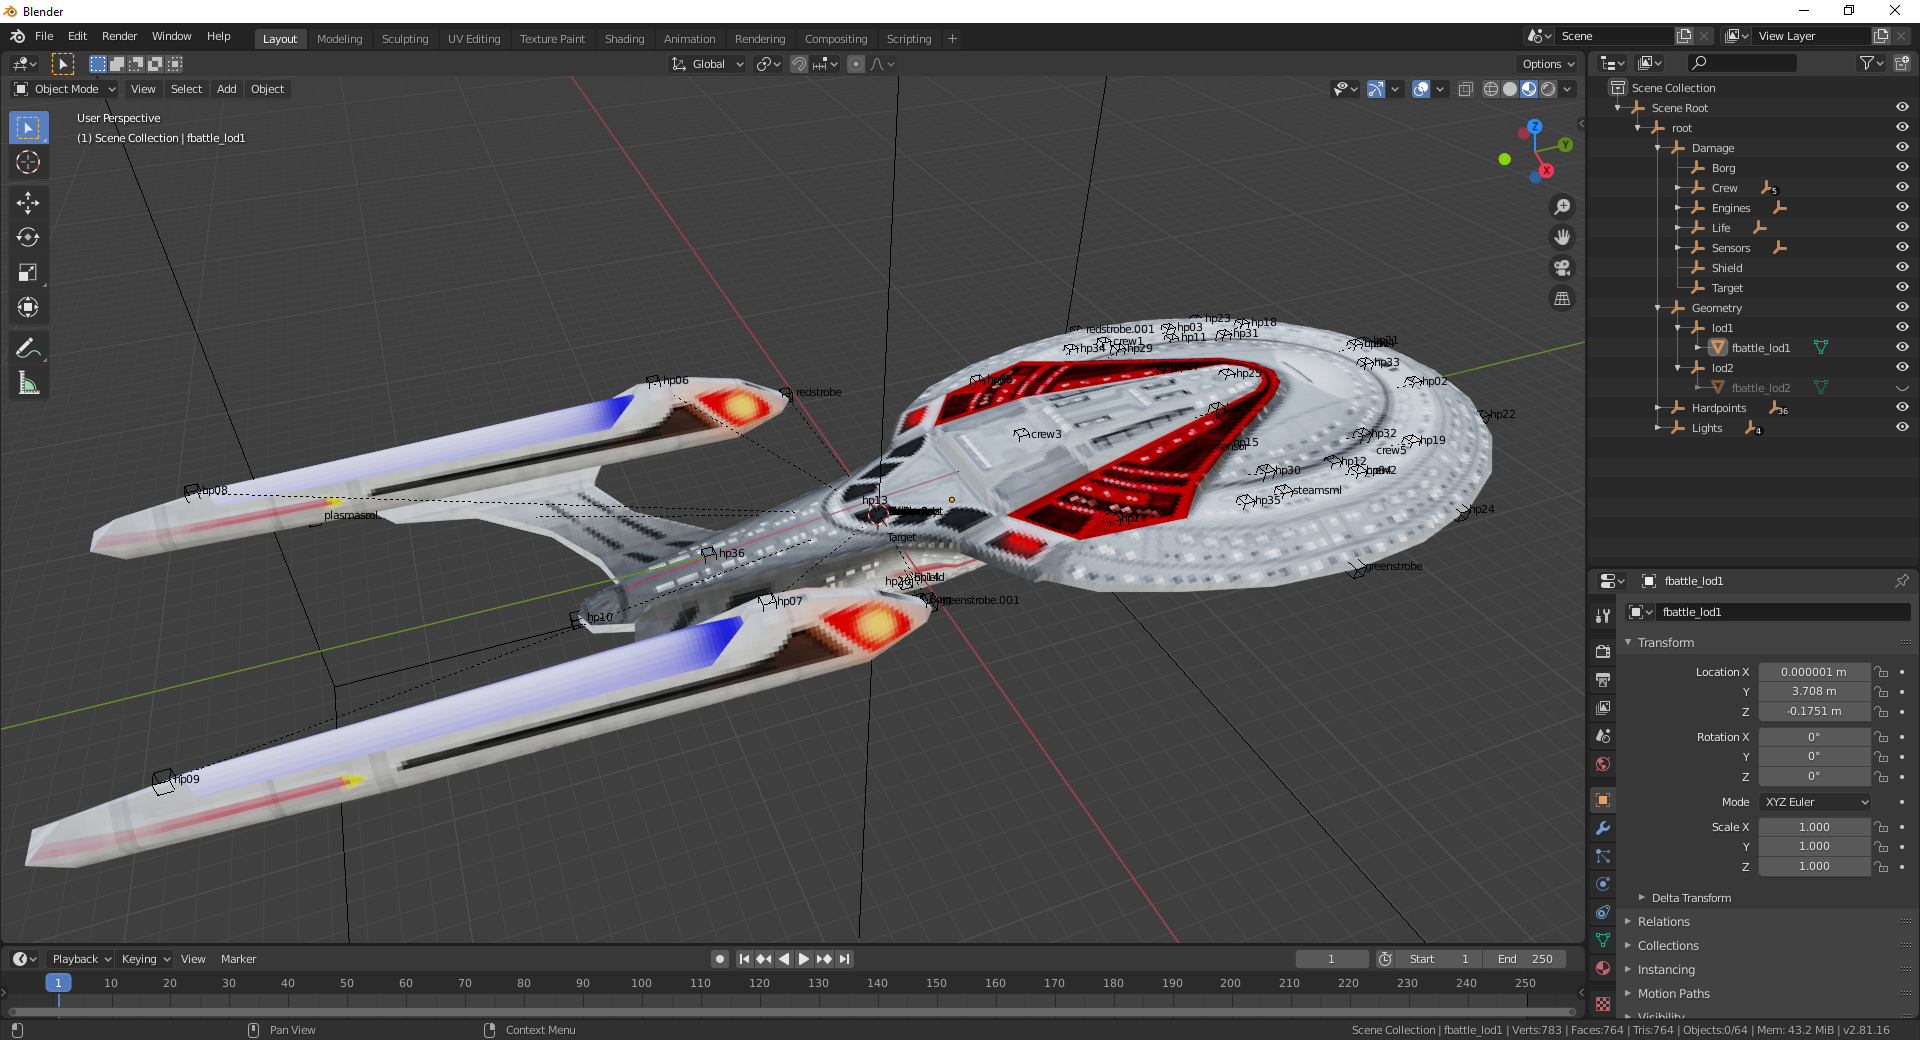 Blender
File Edit Render Window Help
Layout Modeling Sculpting UV Editing Texture Paint Shading Animation Rendering Compositing Scripting +
Scene
View Layer
Global
Options
Object Mode View Select Add Object
User Perspective
(1) Scene Collection | fbattle_lod1
Z
Y
X
hp23
hp18
redstrobe.001
hp03
hp11
hp31
crew1
hp34
hp29
hp33
hp25
hp02
hp06
redstrobe
hp22
crew3
hp32
hp19
hp15
crew5
hp12
hp30
hp08
steamsml
hp35
hp13
plasmasml
hp24
Target
hp36
greenstrobe
hp14
hp07
greenstrobe.001
hp10
hp09
Scene Collection
Scene Root
root
Damage
Borg
Crew 5
Engines
Life
Sensors
Shield
Target
Geometry
lod1
fbattle_lod1
lod2
fbattle_lod2
Hardpoints 36
Lights 4
fbattle_lod1
fbattle_lod1
Transform
Location X 0.000001 m
Y 3.708 m
Z -0.1751 m
Rotation X 0°
Y 0°
Z 0°
Mode XYZ Euler
Scale X 1.000
Y 1.000
Z 1.000
Delta Transform
Relations
Collections
Instancing
Motion Paths
Visibility
Playback Keying View Marker
1 Start 1 End 250
1 10 20 30 40 50 60 70 80 90 100 110 120 130 140 150 160 170 180 190 200 210 220 230 240 250
Pan View
Context Menu
Scene Collection | fbattle_lod1 | Verts:783 | Faces:764 | Tris:764 | Objects:0/64 | Mem: 43.2 MiB | v2.81.16